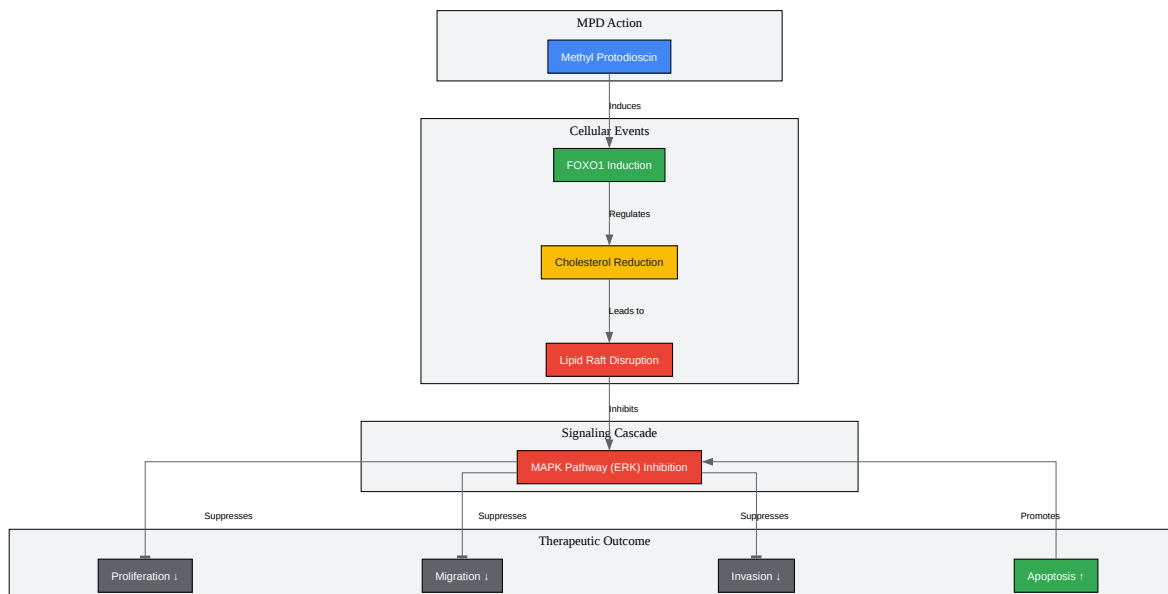 MPD Action
Methyl Protodioscin
Induces
Cellular Events
FOXO1 Induction
Regulates
Cholesterol Reduction
Leads to
Lipid Raft Disruption
Inhibits
Signaling Cascade
MAPK Pathway (ERK) Inhibition
Suppresses
Suppresses
Suppresses
Promotes
Therapeutic Outcome
Proliferation ↓
Migration ↓
Invasion ↓
Apoptosis ↑